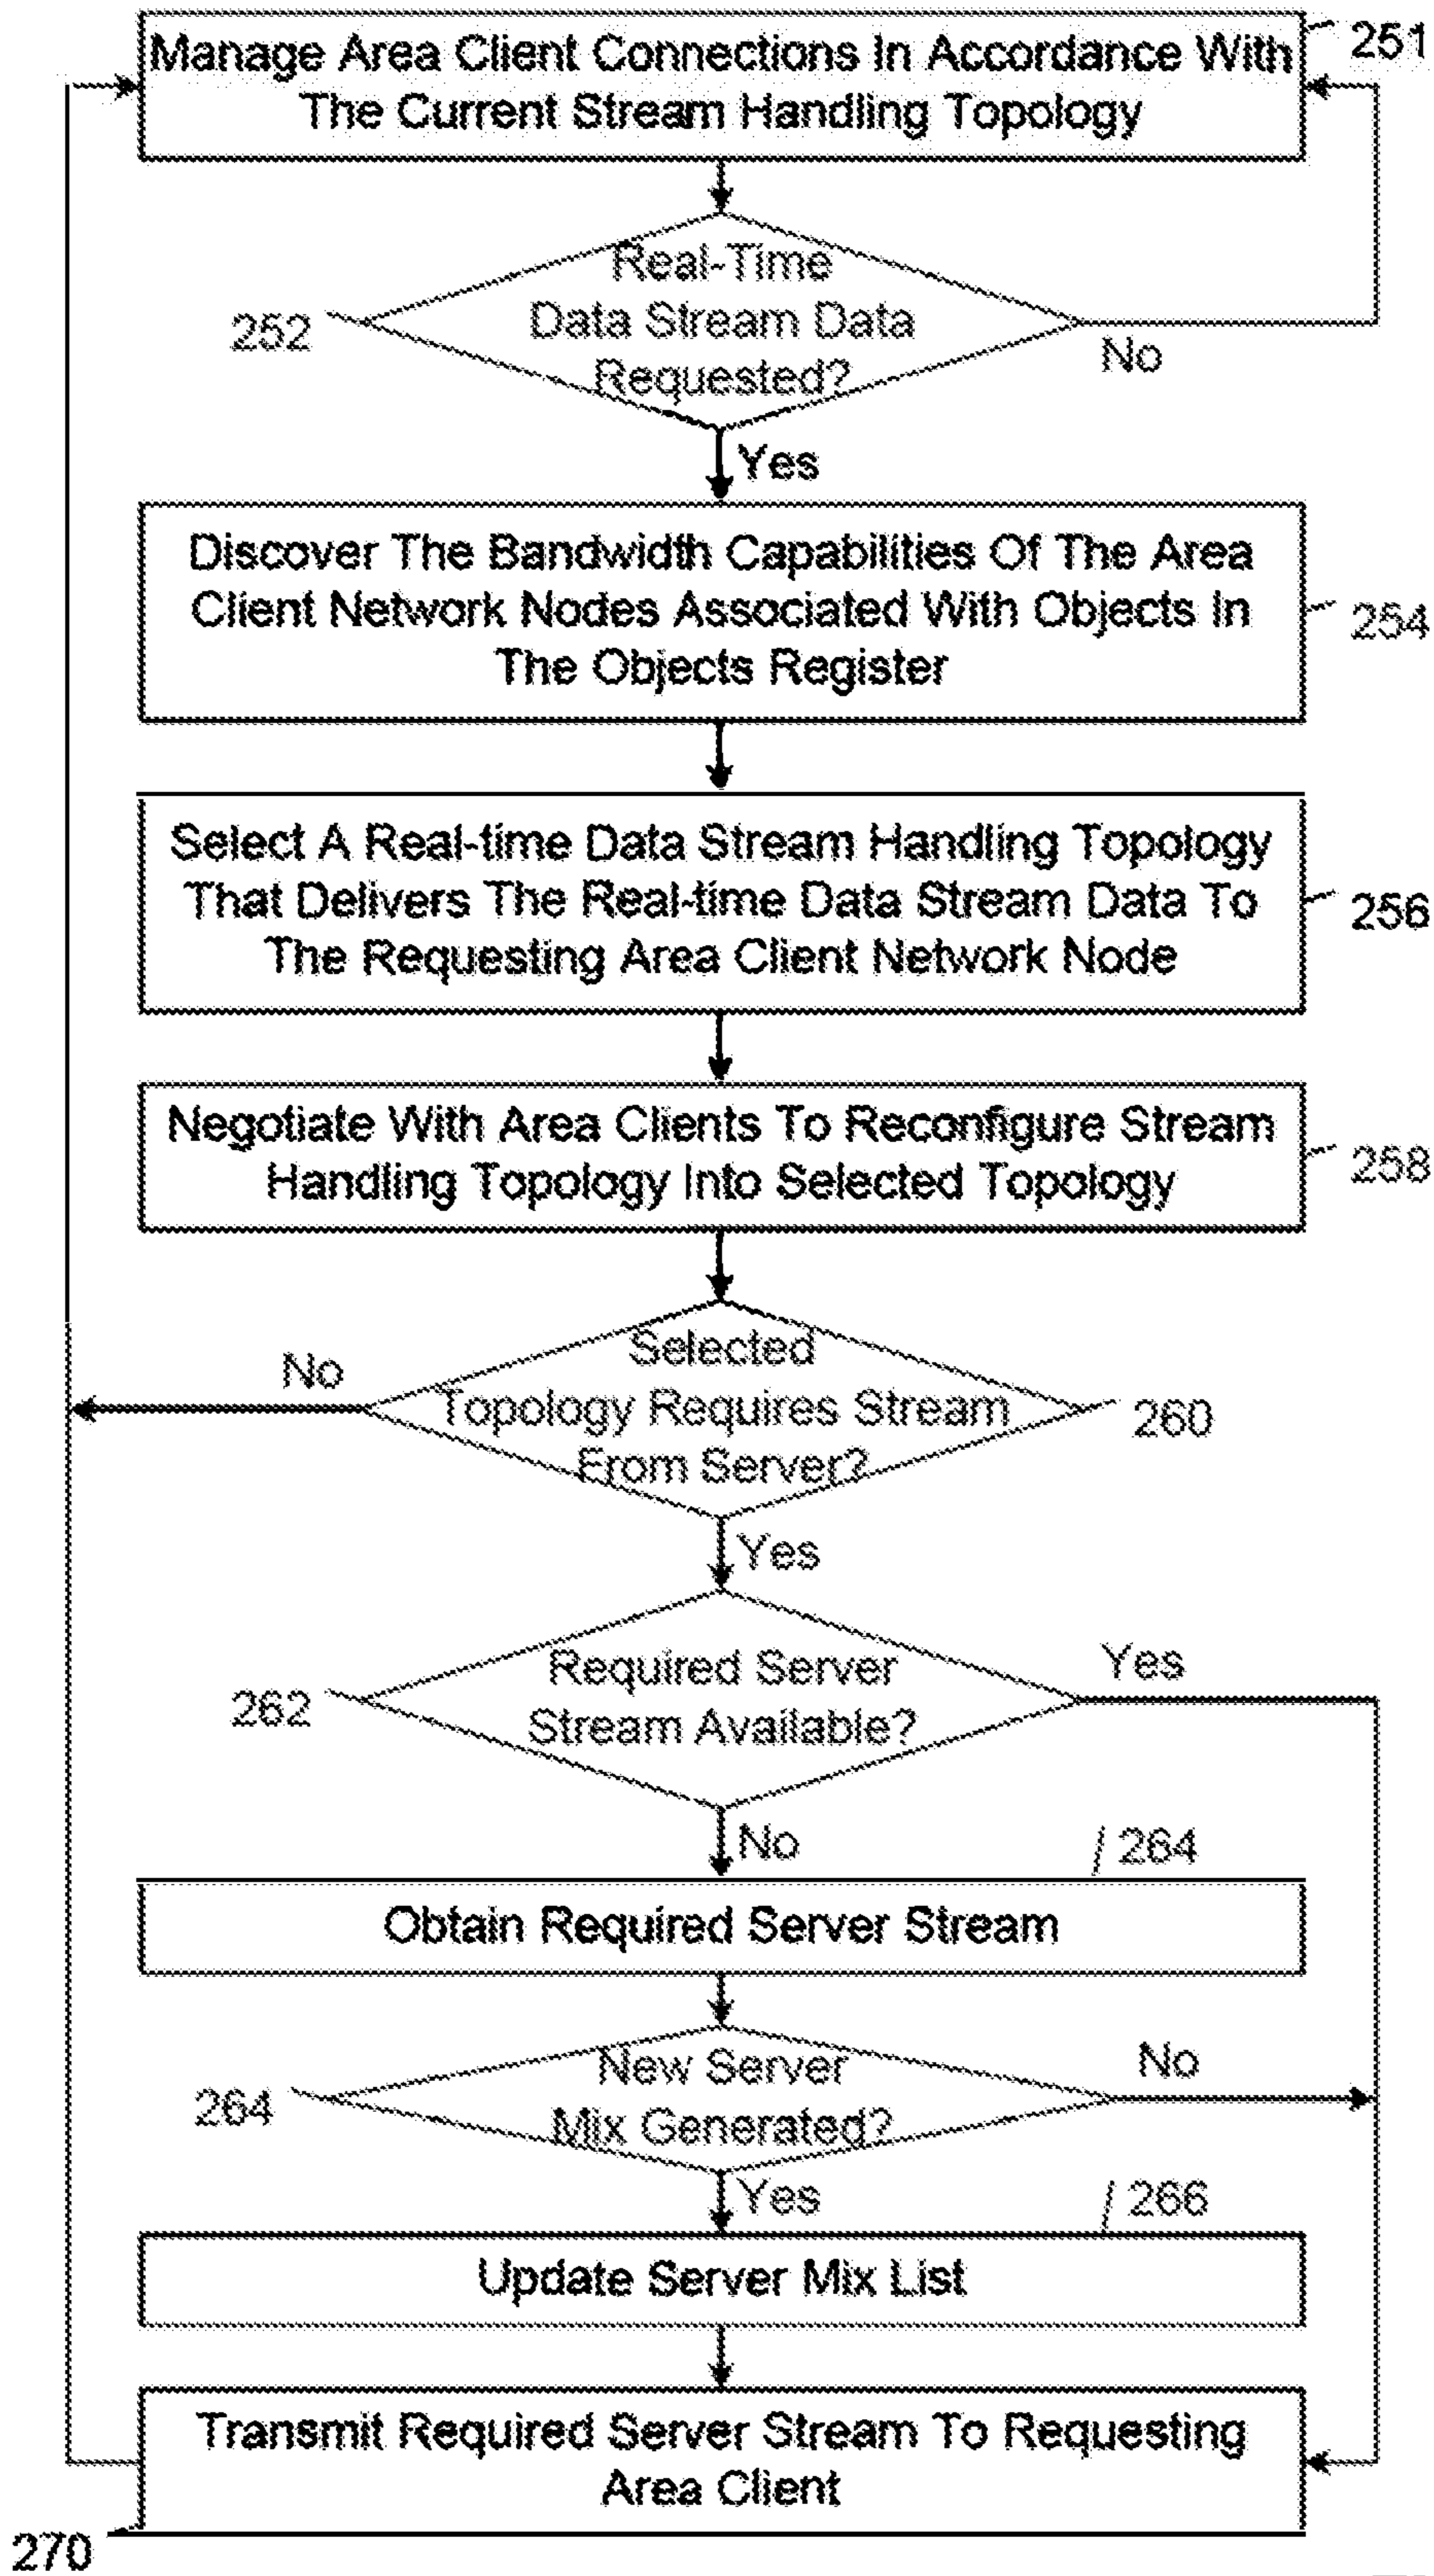 Manage Area Client Connections In Accordance With
251
The Current Stream Handling Topology
Real-Time
Data Stream Data
Requested?
252
No
Yes
Discover The Bandwidth Capabilities Of The Area
Client Network Nodes Associated With Objects In
The Objects Register
254
Select A Real-time Data Stream Handling Topology
That Delivers The Real-time Data Stream Data To
The Requesting Area Client Network Node
256
Negotiate With Area Clients To Reconfigure Stream
Handling Topology Into Selected Topology
258
Selected
Topology Requires Stream
From Server?
No
260
Yes
Required Server
Stream Available?
262
Yes
No
264
Obtain Required Server Stream
New Server
Mix Generated?
264
No
Yes
266
Update Server Mix List
Transmit Required Server Stream To Requesting
Area Client
270